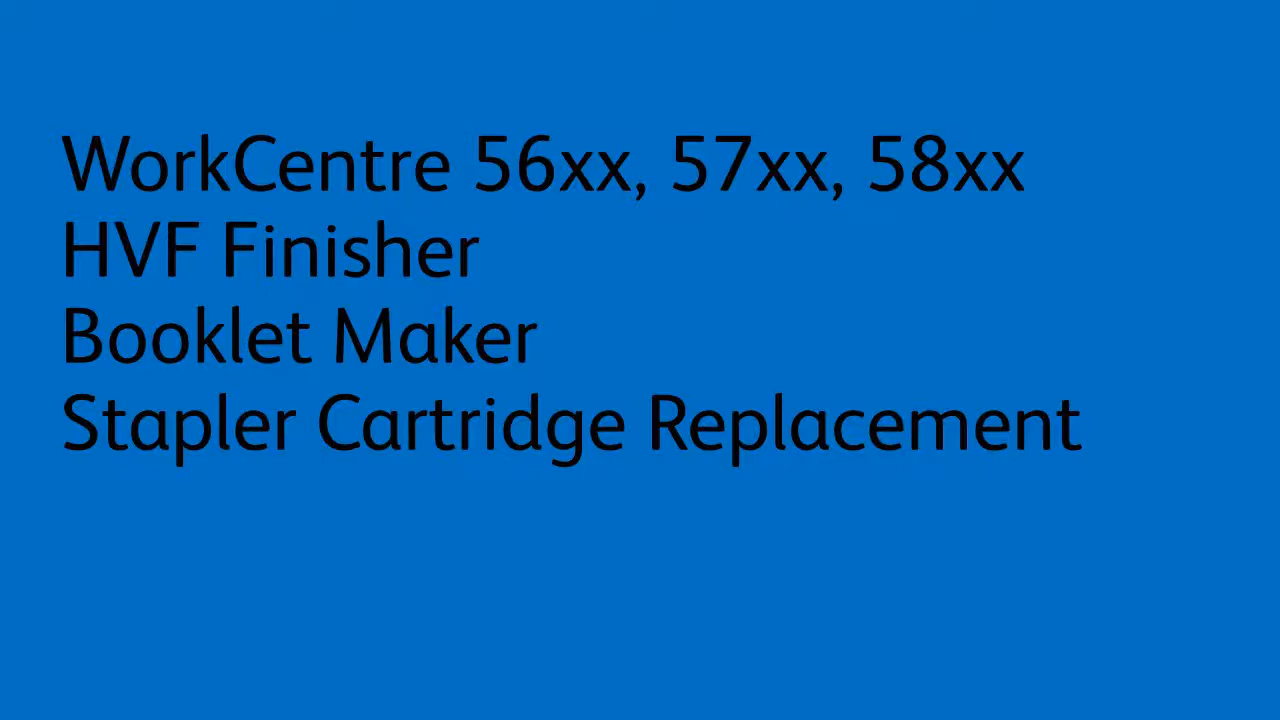 WorkCentre 56xx, 57xx, 58xx
HVF Finisher
Booklet Maker
Stapler Cartridge Replacement